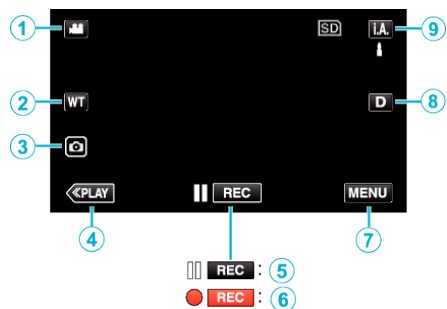 1 SD i.A. 9
2 WT D 8
3
«PLAY REC MENU
4 7
REC : 5
REC : 6